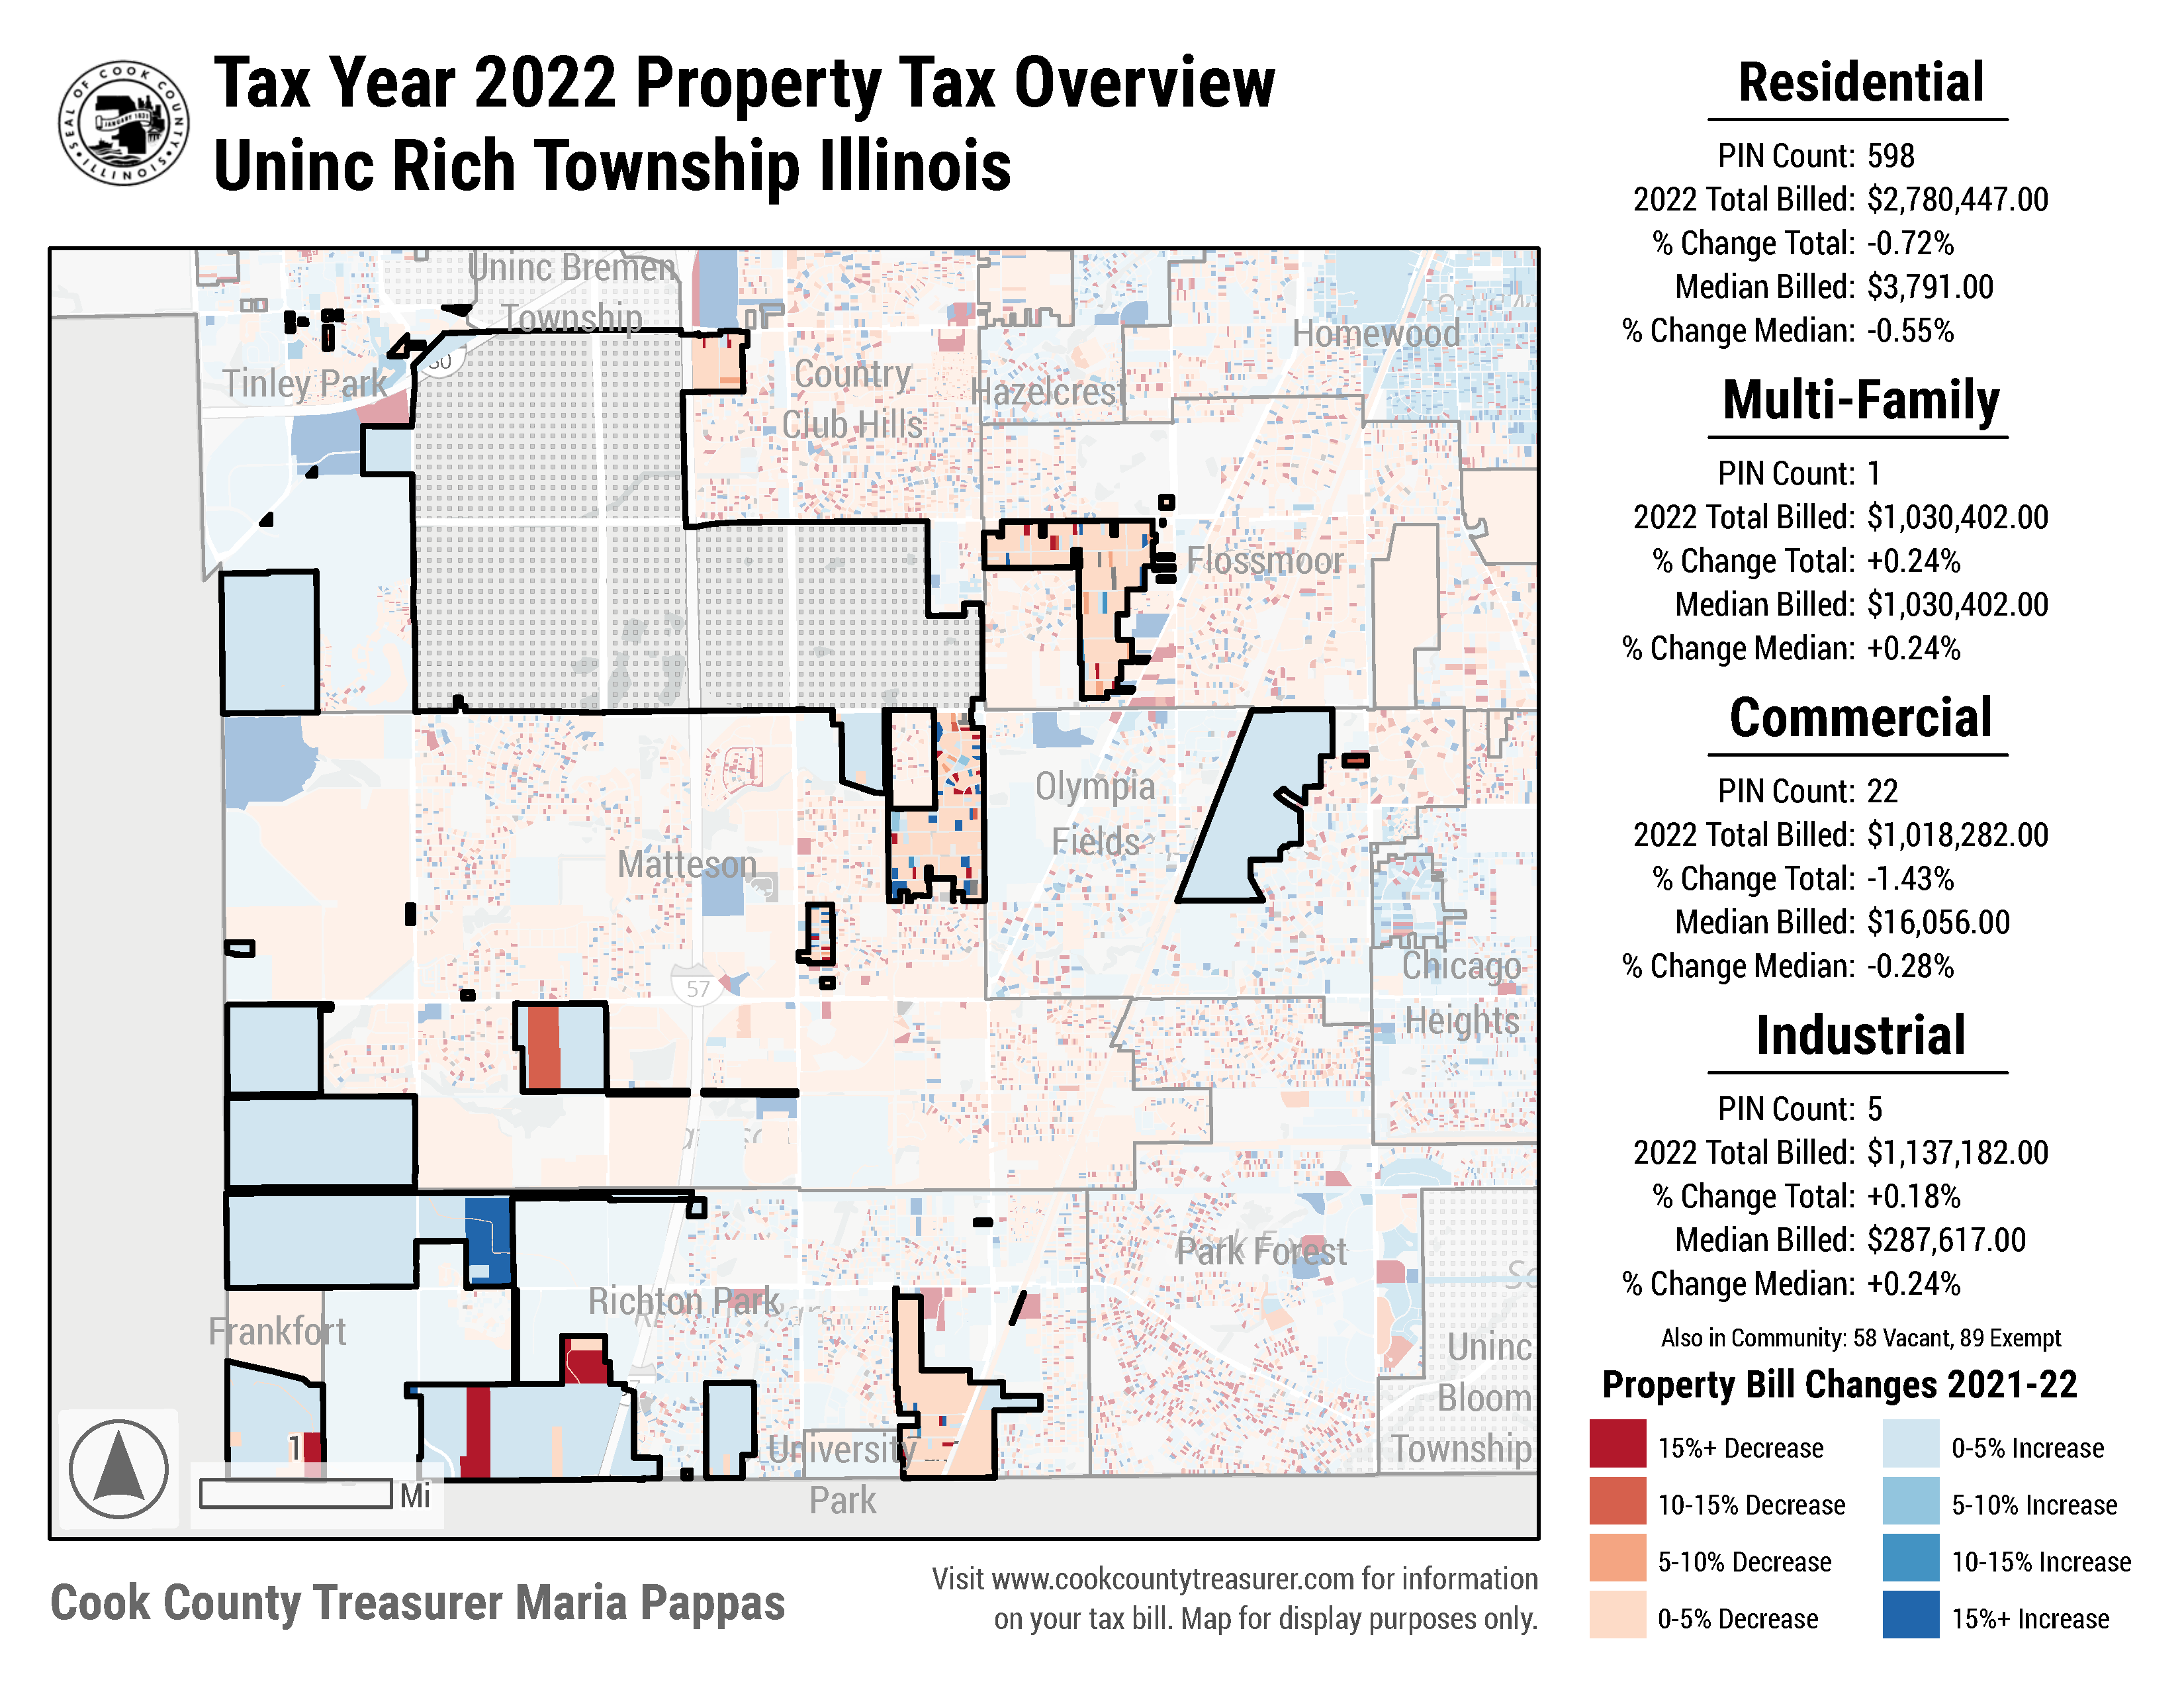 SEAL OF COOK COUNTY
ILLINOIS
JANUARY 1831
Tax Year 2022 Property Tax Overview
Uninc Rich Township Illinois
Uninc Bremen
Township
Homewood
Tinley Park
80
Country
Club Hills
Hazelcrest
Flossmoor
Olympia
Fields
Matteson
57
Chicago
Heights
Park Forest
Richton Park
Frankfort
Uninc
Bloom
Township
University
Park
1
Mi
Residential
PIN Count: 598
2022 Total Billed: $2,780,447.00
% Change Total: -0.72%
Median Billed: $3,791.00
% Change Median: -0.55%
Multi-Family
PIN Count: 1
2022 Total Billed: $1,030,402.00
% Change Total: +0.24%
Median Billed: $1,030,402.00
% Change Median: +0.24%
Commercial
PIN Count: 22
2022 Total Billed: $1,018,282.00
% Change Total: -1.43%
Median Billed: $16,056.00
% Change Median: -0.28%
Industrial
PIN Count: 5
2022 Total Billed: $1,137,182.00
% Change Total: +0.18%
Median Billed: $287,617.00
% Change Median: +0.24%
Also in Community: 58 Vacant, 89 Exempt
Property Bill Changes 2021-22
15%+ Decrease
10-15% Decrease
5-10% Decrease
0-5% Decrease
0-5% Increase
5-10% Increase
10-15% Increase
15%+ Increase
Cook County Treasurer Maria Pappas
Visit www.cookcountytreasurer.com for information
on your tax bill. Map for display purposes only.